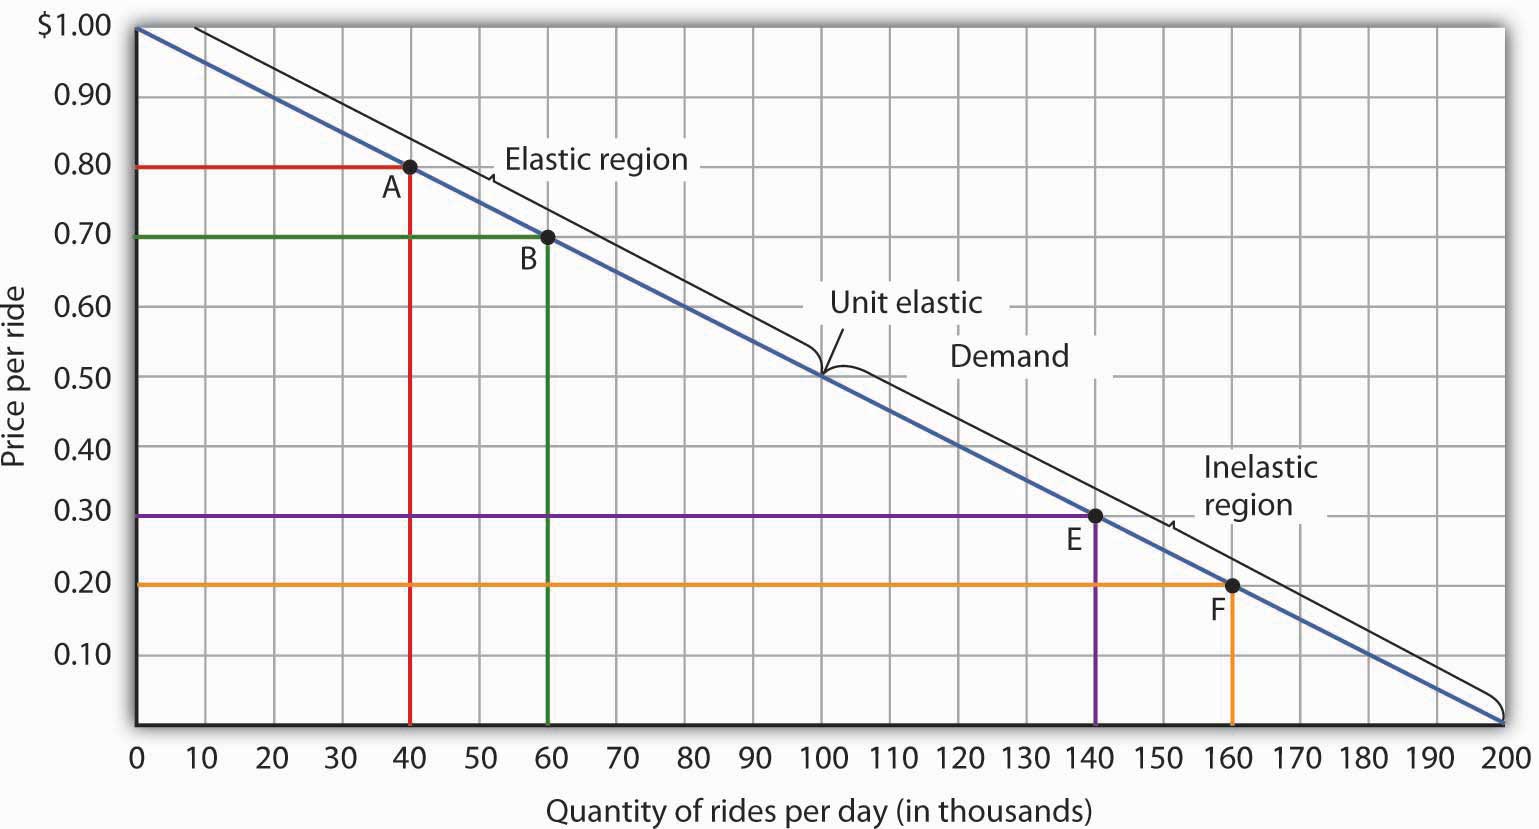 $1.00
0.90
0.80
0.70
0.60
0.50
0.40
0.30
0.20
0.10
Price per ride
A
B
Elastic region
Unit elastic
Demand
E
Inelastic
region
F
0 10 20 30 40 50 60 70 80 90 100 110 120 130 140 150 160 170 180 190 200
Quantity of rides per day (in thousands)